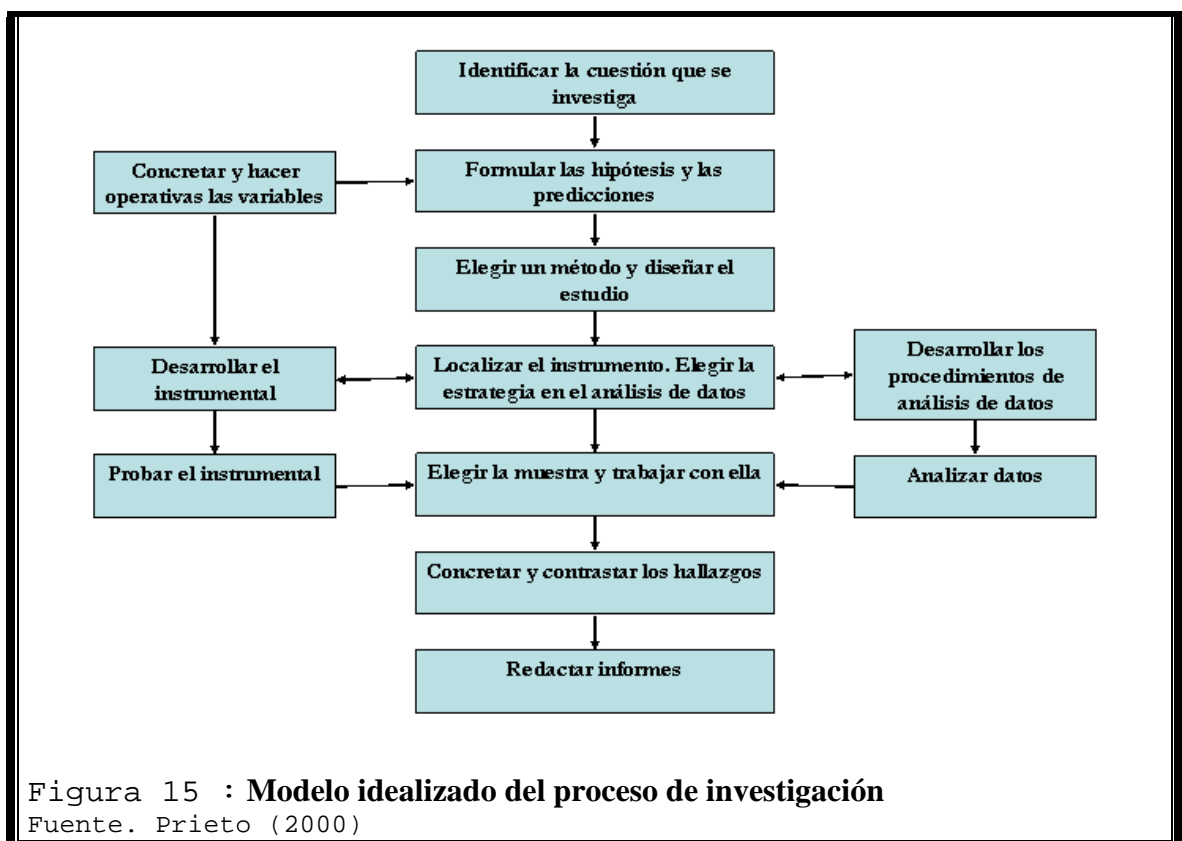 Identificar la cuestión que se
investiga
Concretar y hacer
operativas las variables
Formular las hipótesis y las
predicciones
Elegir un método y diseñar el
estudio
Desarrollar el
instrumental
Localizar el instrumento. Elegir la
estrategia en el análisis de datos
Desarrollar los
procedimientos de
análisis de datos
Probar el instrumental
Elegir la muestra y trabajar con ella
Analizar datos
Concretar y contrastar los hallazgos
Redactar informes
Figura 15 : Modelo idealizado del proceso de investigación
Fuente. Prieto (2000)